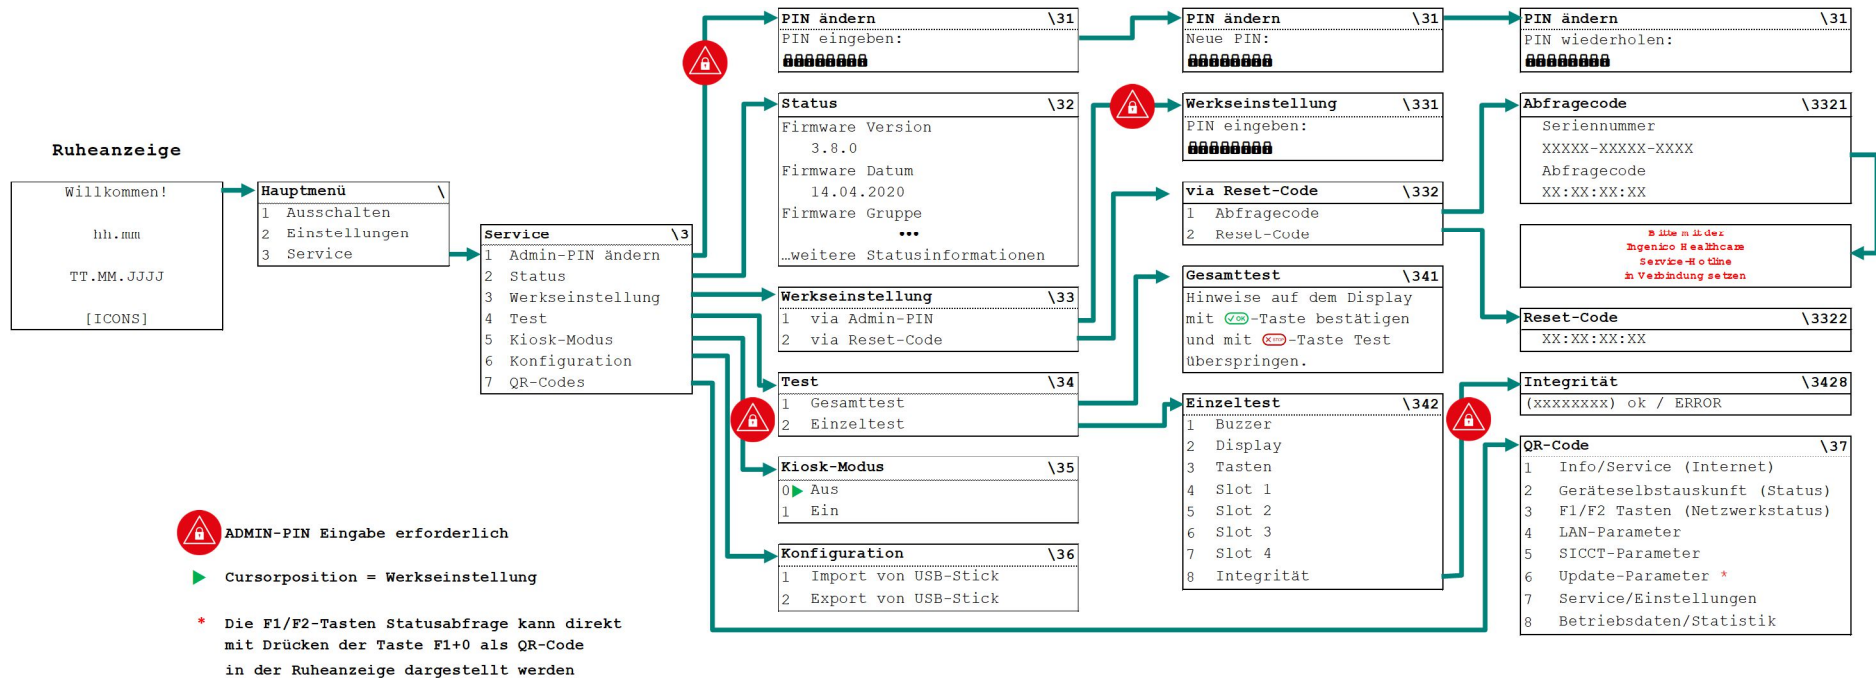 Ruheanzeige
Willkommen!
hh.mm
TT.MM.JJJJ
[ICONS]
Hauptmenü \
1 Ausschalten
2 Einstellungen
3 Service
Service \3
1 Admin-PIN ändern
2 Status
3 Werkseinstellung
4 Test
5 Kiosk-Modus
6 Konfiguration
7 QR-Codes
PIN ändern \31
PIN eingeben:
PIN ändern \31
Neue PIN:
PIN ändern \31
PIN wiederholen:
Status \32
Firmware Version
3.8.0
Firmware Datum
14.04.2020
Firmware Gruppe
•••
…weitere Statusinformationen
Werkseinstellung \33
1 via Admin-PIN
2 via Reset-Code
Werkseinstellung \331
PIN eingeben:
via Reset-Code \332
1 Abfragecode
2 Reset-Code
Abfragecode \3321
Seriennummer
XXXXX-XXXXX-XXXX
Abfragecode
XX:XX:XX:XX
Bitte mit der
Ingenico Healthcare
Service-Hotline
in Verbindung setzen
Reset-Code \3322
XX:XX:XX:XX
Test \34
1 Gesamttest
2 Einzeltest
Gesamttest \341
Hinweise auf dem Display
mit OK-Taste bestätigen
und mit STOP-Taste Test
überspringen.
Einzeltest \342
1 Buzzer
2 Display
3 Tasten
4 Slot 1
5 Slot 2
6 Slot 3
7 Slot 4
8 Integrität
Integrität \3428
(xxxxxxxx) ok / ERROR
Kiosk-Modus \35
0 Aus
1 Ein
Konfiguration \36
1 Import von USB-Stick
2 Export von USB-Stick
QR-Code \37
1 Info/Service (Internet)
2 Geräteselbstauskunft (Status)
3 F1/F2 Tasten (Netzwerkstatus)
4 LAN-Parameter
5 SICCT-Parameter
6 Update-Parameter *
7 Service/Einstellungen
8 Betriebsdaten/Statistik
ADMIN-PIN Eingabe erforderlich
Cursorposition = Werkseinstellung
* Die F1/F2-Tasten Statusabfrage kann direkt
mit Drücken der Taste F1+0 als QR-Code
in der Ruheanzeige dargestellt werden